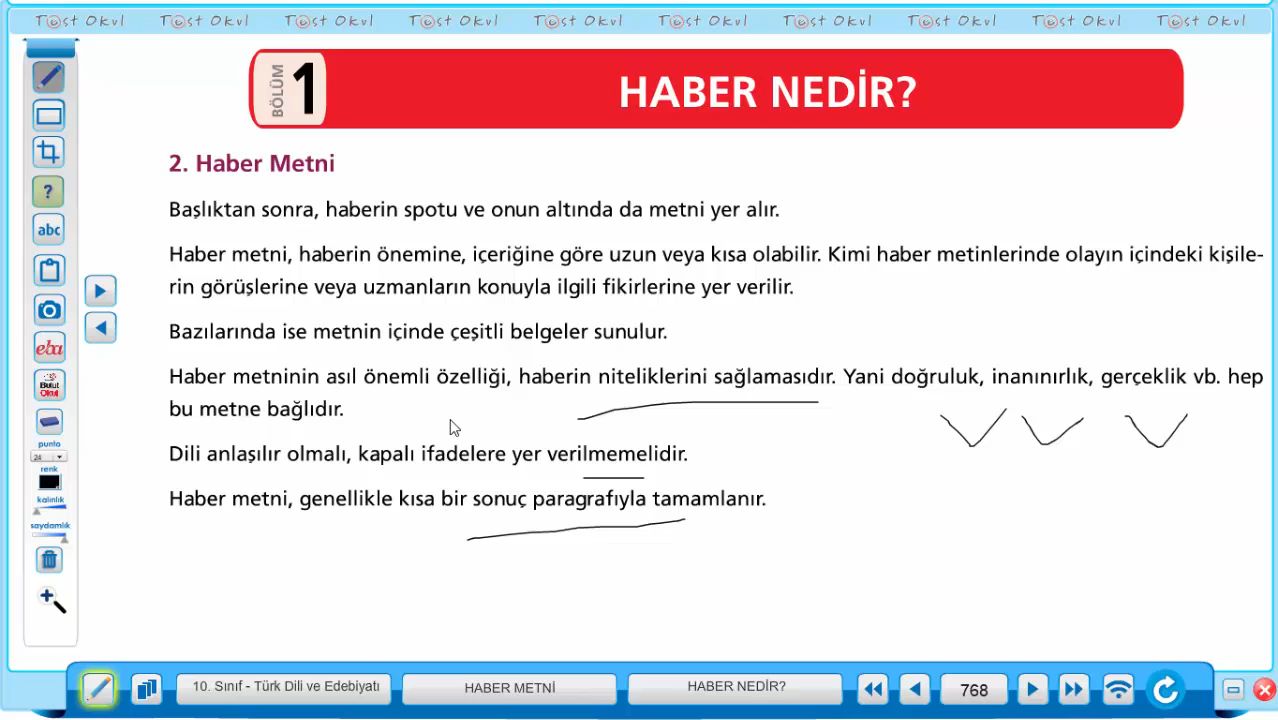 Test Okul Test Okul Test Okul Test Okul Test Okul Test Okul Test Okul Test Okul Test Okul Test Okul
BÖLÜM 1 HABER NEDİR?
2. Haber Metni
Başlıktan sonra, haberin spotu ve onun altında da metni yer alır.
Haber metni, haberin önemine, içeriğine göre uzun veya kısa olabilir. Kimi haber metinlerinde olayın içindeki kişile-
rin görüşlerine veya uzmanların konuyla ilgili fikirlerine yer verilir.
Bazılarında ise metnin içinde çeşitli belgeler sunulur.
Haber metninin asıl önemli özelliği, haberin niteliklerini sağlamasıdır. Yani doğruluk, inanınırlık, gerçeklik vb. hep
bu metne bağlıdır.
Dili anlaşılır olmalı, kapalı ifadelere yer verilmemelidir.
Haber metni, genellikle kısa bir sonuç paragrafıyla tamamlanır.
?
abc
eba
Bulut
Okul
punto
24
renk
kalınlık
saydamlık
10. Sınıf - Türk Dili ve Edebiyatı HABER METNİ HABER NEDİR? 768